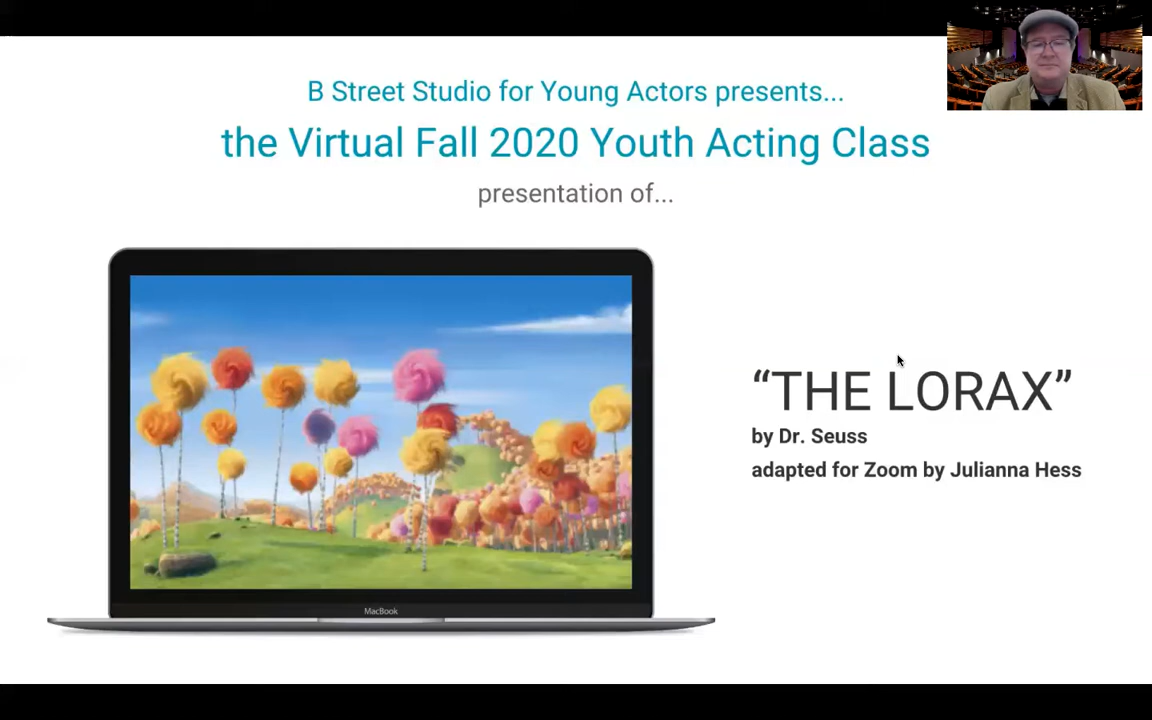 B Street Studio for Young Actors presents...
the Virtual Fall 2020 Youth Acting Class
presentation of...
MacBook
“THE LORAX”
by Dr. Seuss
adapted for Zoom by Julianna Hess